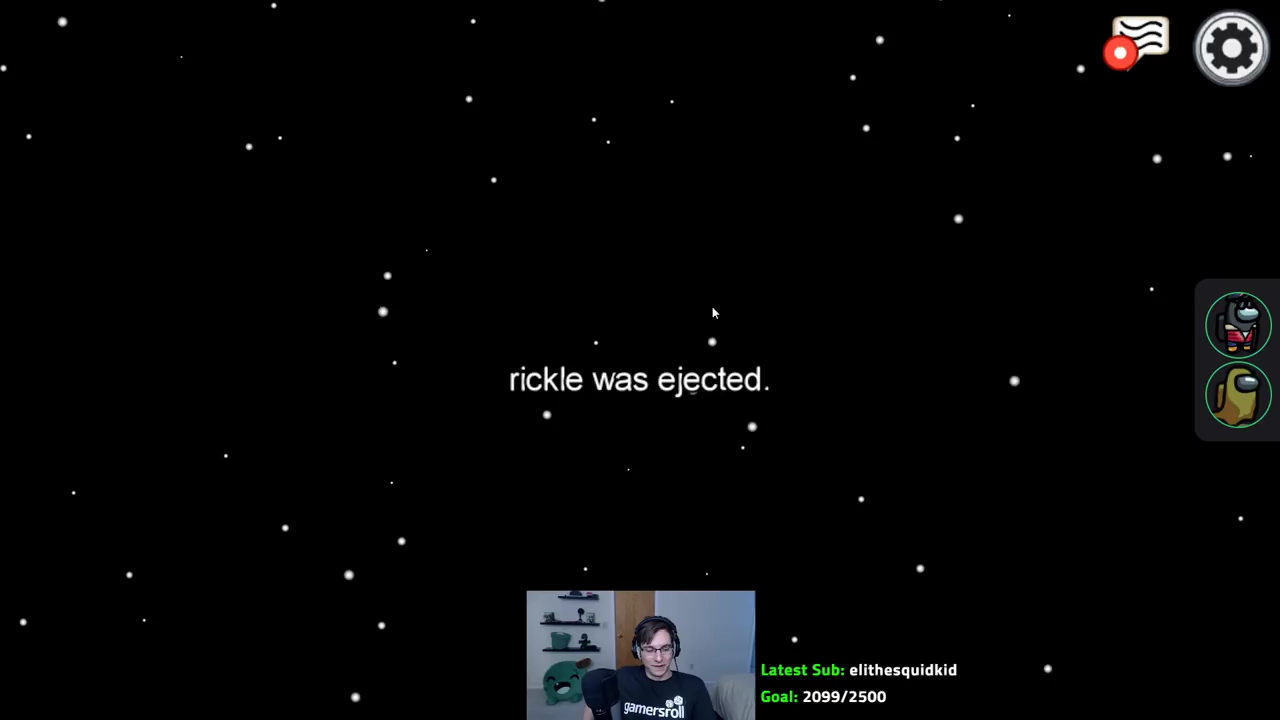 rickle was ejected.
gamersroll
Latest Sub: elithesquidkid
Goal: 2099/2500